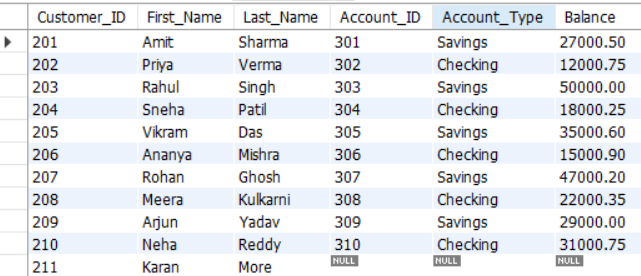 Customer_ID First_Name Last_Name Account_ID Account_Type Balance
201 Amit Sharma 301 Savings 27000.50
202 Priya Verma 302 Checking 12000.75
203 Rahul Singh 303 Savings 50000.00
204 Sneha Patil 304 Checking 18000.25
205 Vikram Das 305 Savings 35600.60
206 Ananya Mishra 306 Checking 15000.90
207 Rohan Ghosh 307 Savings 47000.20
208 Meera Kulkarni 308 Checking 22000.35
209 Arjun Yadav 309 Savings 29000.00
210 Neha Reddy 310 Checking 31000.75
211 Karan More NULL NULL NULL